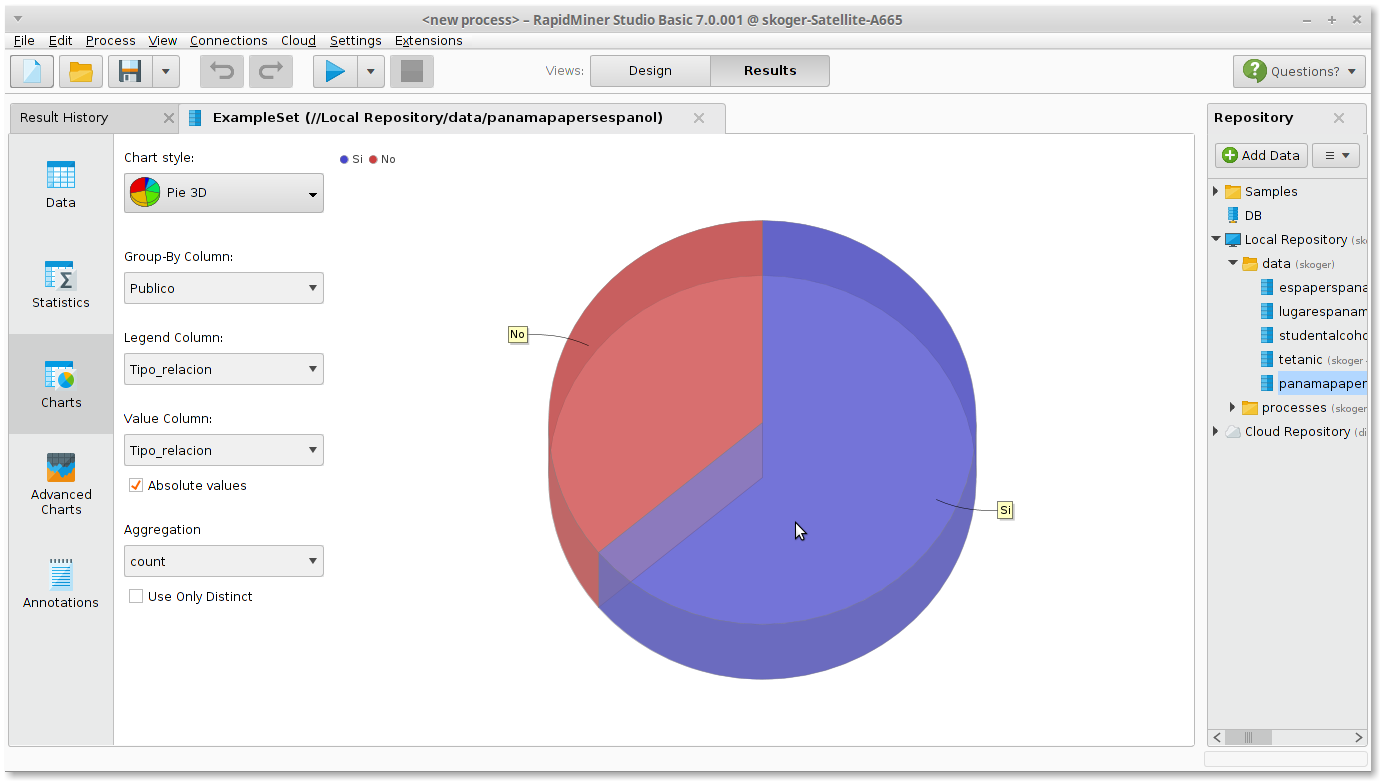 <new process> – RapidMiner Studio Basic 7.0.001 @ skoger-Satellite-A665
File Edit Process View Connections Cloud Settings Extensions
Views: Design Results Questions?
Result History ExampleSet (//Local Repository/data/panamapapersespanol)
Data
Statistics
Charts
Advanced
Charts
Annotations
Chart style:
Pie 3D
Group-By Column:
Publico
Legend Column:
Tipo_relacion
Value Column:
Tipo_relacion
Absolute values
Aggregation
count
Use Only Distinct
Si No
No
Si
Repository
Add Data
Samples
DB
Local Repository (sk
data (skoger)
espaperspana
lugarespanam
studentalcoho
tetanic (skoger -
panamapaper
processes (skoger
Cloud Repository (di